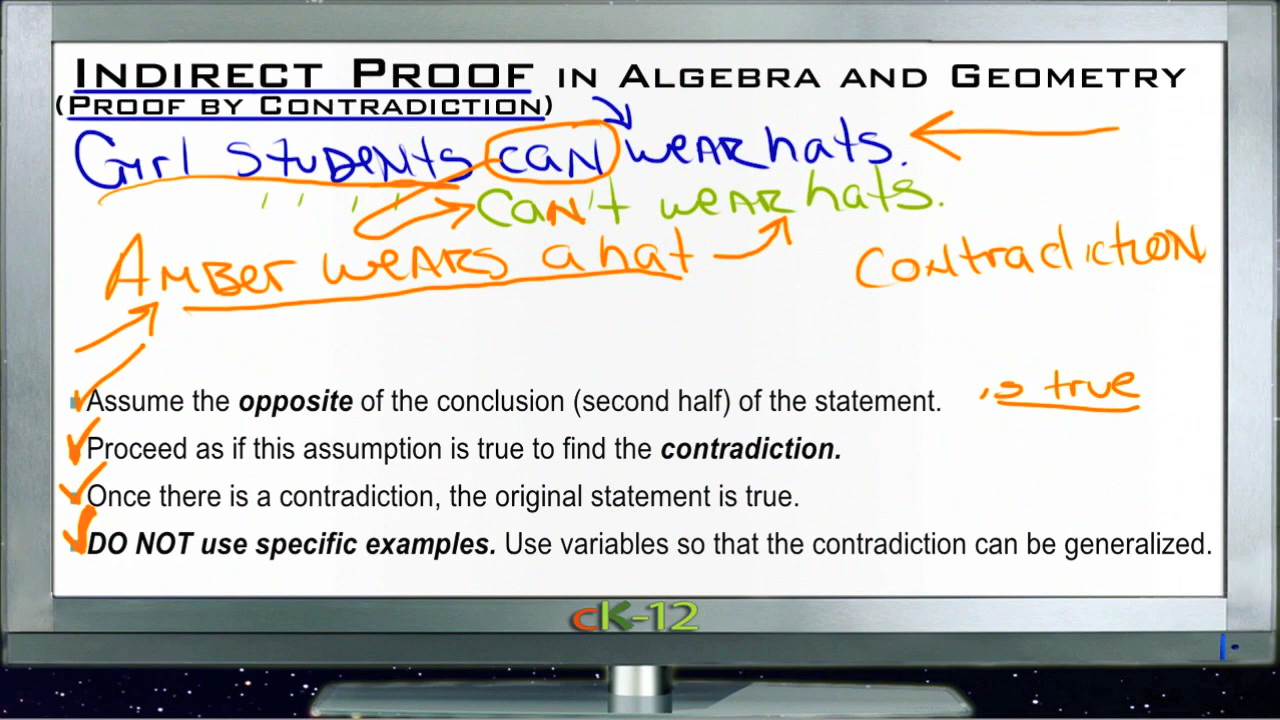 INDIRECT PROOF IN ALGEBRA AND GEOMETRY
(PROOF BY CONTRADICTION)
Girl students can wear hats.
" " " " Can't wear hats.
Amber wears a hat
Contradiction
is true
Assume the opposite of the conclusion (second half) of the statement.
Proceed as if this assumption is true to find the contradiction.
Once there is a contradiction, the original statement is true.
DO NOT use specific examples. Use variables so that the contradiction can be generalized.
cK-12